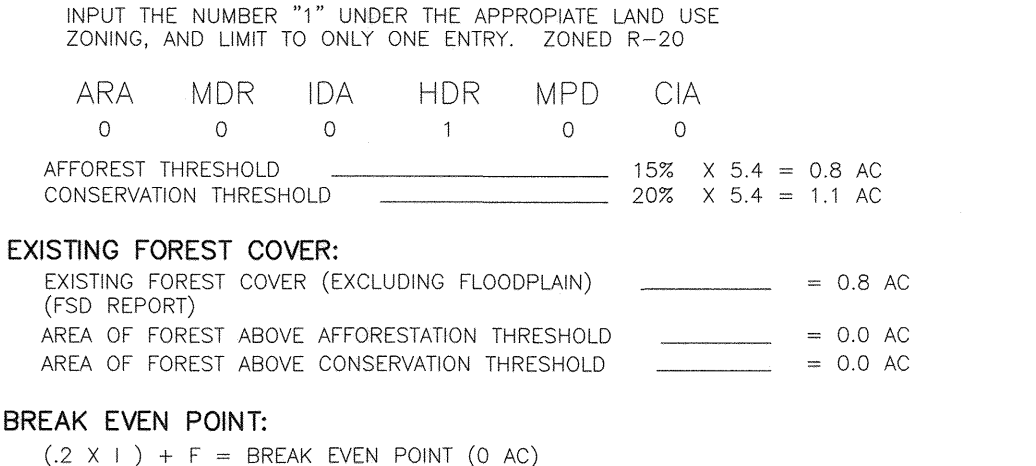 INPUT THE NUMBER "1" UNDER THE APPROPIATE LAND USE
ZONING, AND LIMIT TO ONLY ONE ENTRY. ZONED R-20
ARA MDR IDA HDR MPD CIA
0 0 0 1 0 0
AFFOREST THRESHOLD 15% X 5.4 = 0.8 AC
CONSERVATION THRESHOLD 20% X 5.4 = 1.1 AC
EXISTING FOREST COVER:
EXISTING FOREST COVER (EXCLUDING FLOODPLAIN) = 0.8 AC
(FSD REPORT)
AREA OF FOREST ABOVE AFFORESTATION THRESHOLD = 0.0 AC
AREA OF FOREST ABOVE CONSERVATION THRESHOLD = 0.0 AC
BREAK EVEN POINT:
(.2 X I ) + F = BREAK EVEN POINT (0 AC)